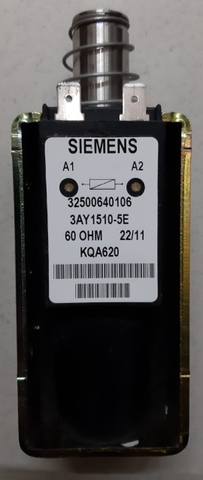 SIEMENS
A1 A2
32500640106
3AY1510-5E
60 OHM 22/11
KQA620